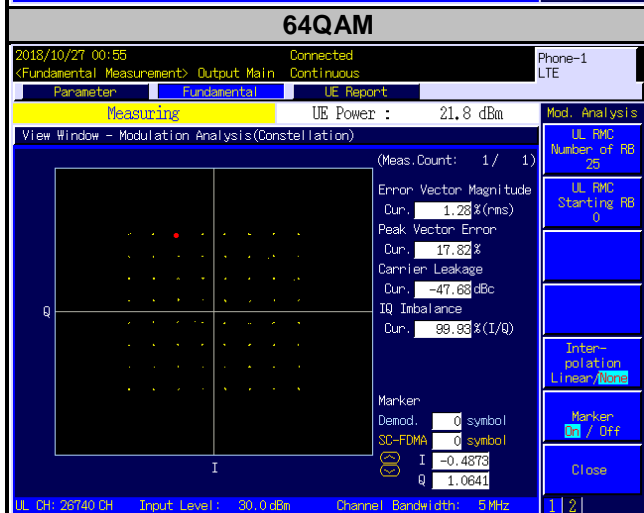 64QAM
2018/10/27 00:55 Connected Phone-1
<Fundamental Measurement> Output Main Continuous LTE
Parameter Fundamental UE Report
Measuring UE Power : 21.8 dBm Mod. Analysis
View Window - Modulation Analysis(Constellation)
UL RMC
Number of RB
25
(Meas.Count: 1/ 1)
Error Vector Magnitude
Cur. 1.28 %(rms)
UL RMC
Starting RB
0
Peak Vector Error
Cur. 17.82 %
Carrier Leakage
Cur. -47.68 dBc
IQ Imbalance
Cur. 99.93 %(I/Q)
Q
I
Inter-
polation
Linear/None
Marker
Demod. 0 symbol
SC-FDMA 0 symbol
I -0.4873
Q 1.0641
Marker
On / Off
Close
UL CH: 26740 CH Input Level: 30.0 dBm Channel Bandwidth: 5 MHz 1 2